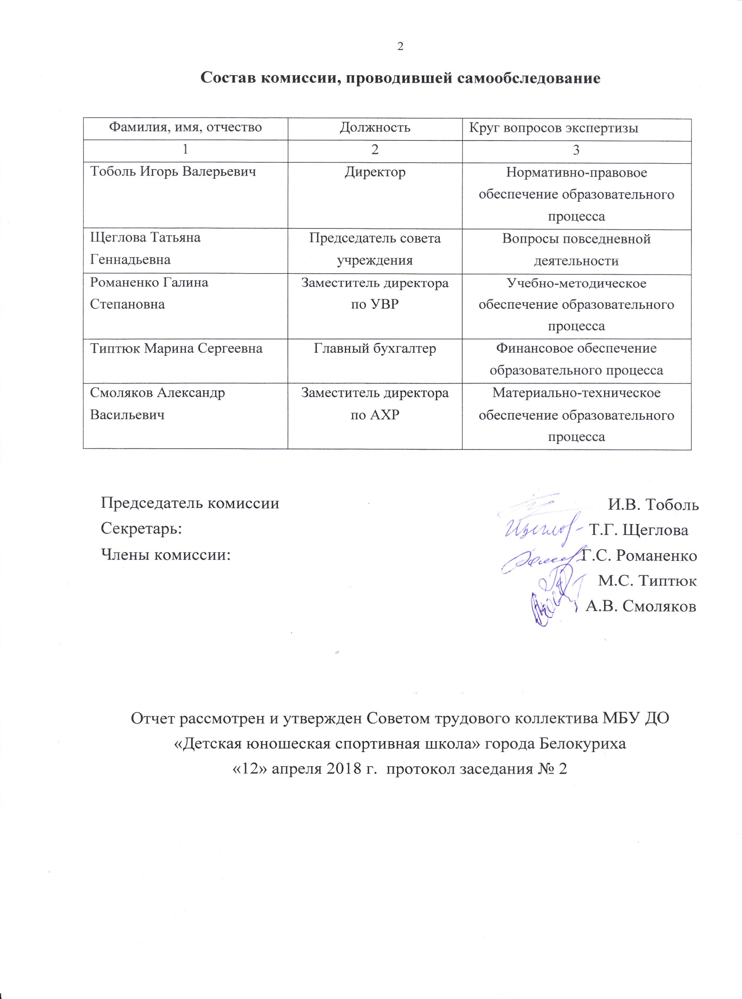 2
Состав комиссии, проводившей самообследование
Фамилия, имя, отчество Должность Круг вопросов экспертизы
1 2 3
Тоболь Игорь Валерьевич Директор Нормативно-правовое
обеспечение образовательного
процесса
Щеглова Татьяна Председатель совета Вопросы повседневной
Геннадьевна учреждения деятельности
Романенко Галина Заместитель директора Учебно-методическое
Степановна по УВР обеспечение образовательного
процесса
Типтюк Марина Сергеевна Главный бухгалтер Финансовое обеспечение
образовательного процесса
Смоляков Александр Заместитель директора Материально-техническое
Васильевич по АХР обеспечение образовательного
процесса
Председатель комиссии И.В. Тоболь
Секретарь: Т.Г. Щеглова
Члены комиссии: Г.С. Романенко
М.С. Типтюк
А.В. Смоляков
Отчет рассмотрен и утвержден Советом трудового коллектива МБУ ДО
«Детская юношеская спортивная школа» города Белокуриха
«12» апреля 2018 г. протокол заседания № 2